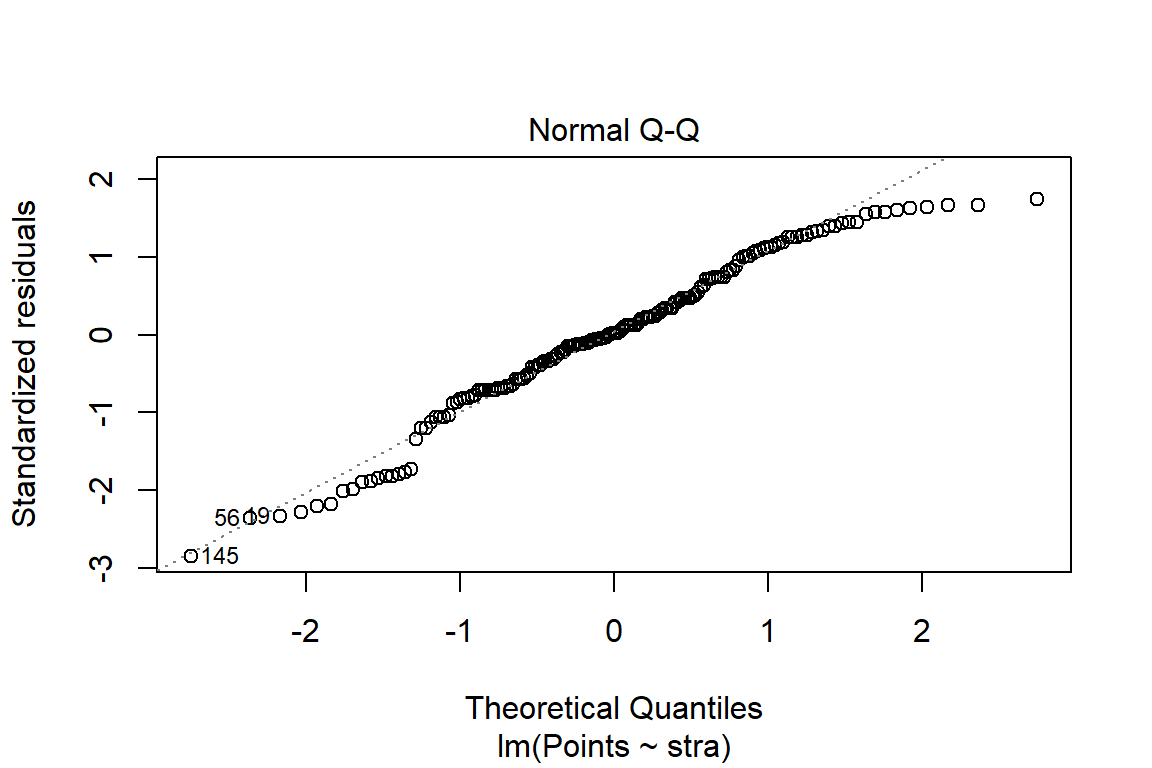 Normal Q-Q
Standardized residuals
2
1
0
-1
-2
-3
56
19
145
-2 -1 0 1 2
Theoretical Quantiles
lm(Points ~ stra)